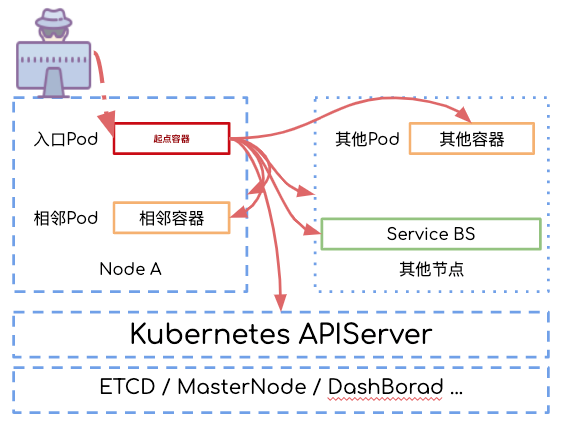 入口Pod
起点容器
其他Pod
其他容器
相邻Pod
相邻容器
Service BS
Node A
其他节点
Kubernetes APIServer
ETCD / MasterNode / DashBorad ...